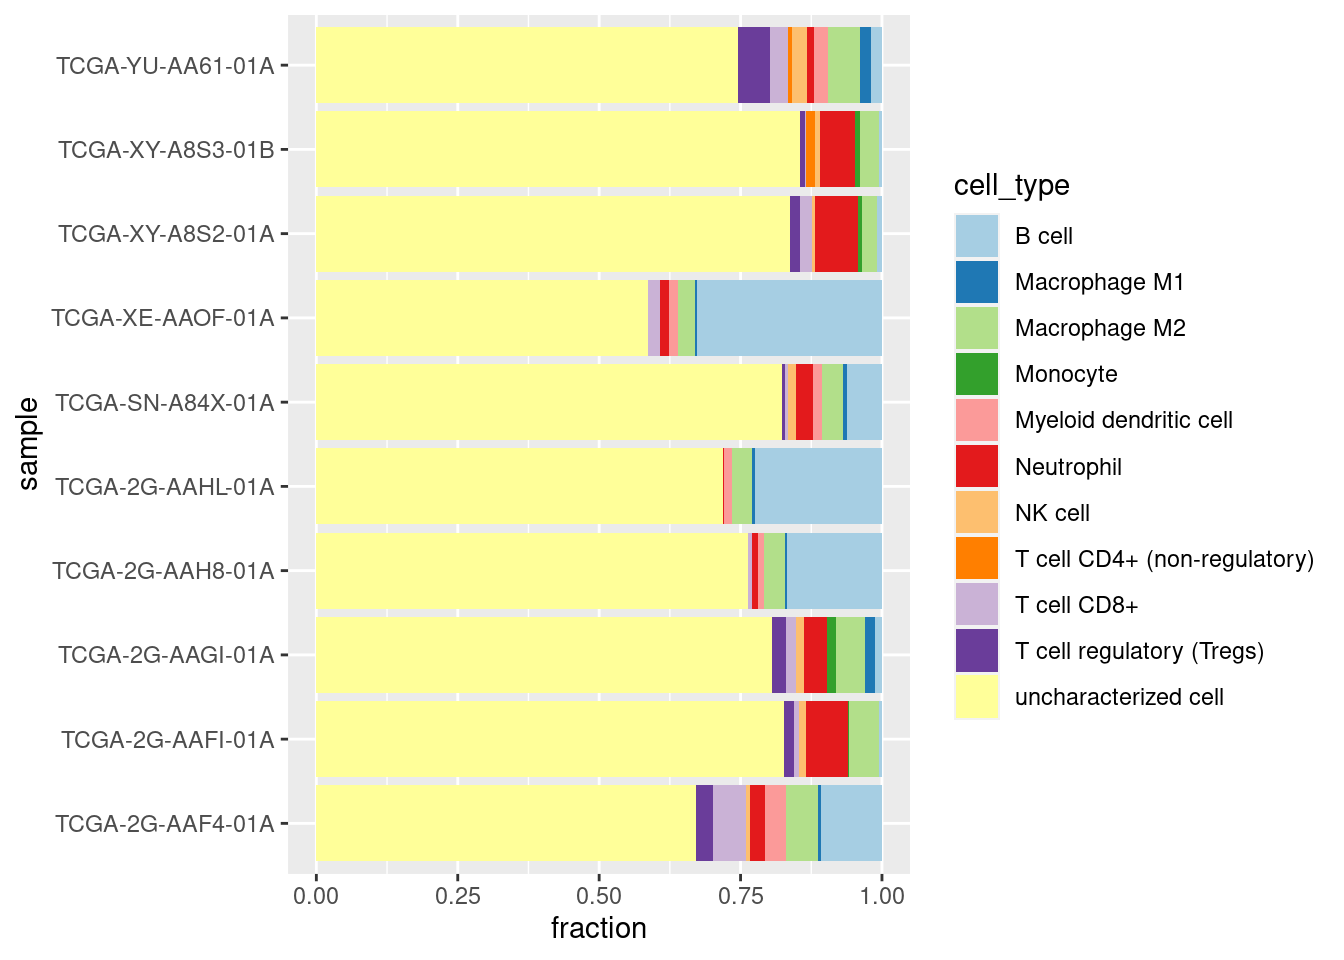 TCGA-YU-AA61-01A
TCGA-XY-A8S3-01B
TCGA-XY-A8S2-01A
TCGA-XE-AAOF-01A
TCGA-SN-A84X-01A
TCGA-2G-AAHL-01A
TCGA-2G-AAH8-01A
TCGA-2G-AAGI-01A
TCGA-2G-AAFI-01A
TCGA-2G-AAF4-01A
sample
0.00 0.25 0.50 0.75 1.00
fraction
cell_type
B cell
Macrophage M1
Macrophage M2
Monocyte
Myeloid dendritic cell
Neutrophil
NK cell
T cell CD4+ (non-regulatory)
T cell CD8+
T cell regulatory (Tregs)
uncharacterized cell